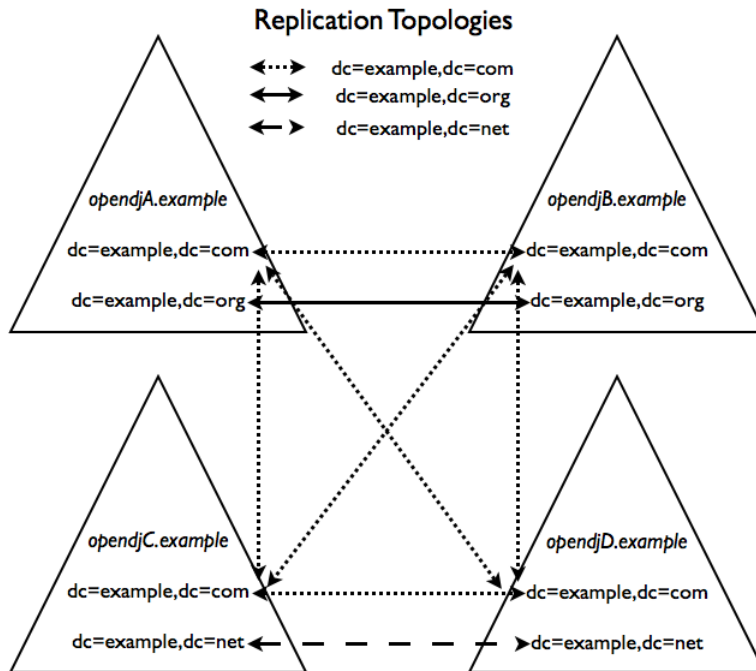 Replication Topologies
dc=example,dc=com
dc=example,dc=org
dc=example,dc=net
opendjA.example
dc=example,dc=com
dc=example,dc=org
opendjB.example
dc=example,dc=com
dc=example,dc=org
opendjC.example
dc=example,dc=com
dc=example,dc=net
opendjD.example
dc=example,dc=com
dc=example,dc=net